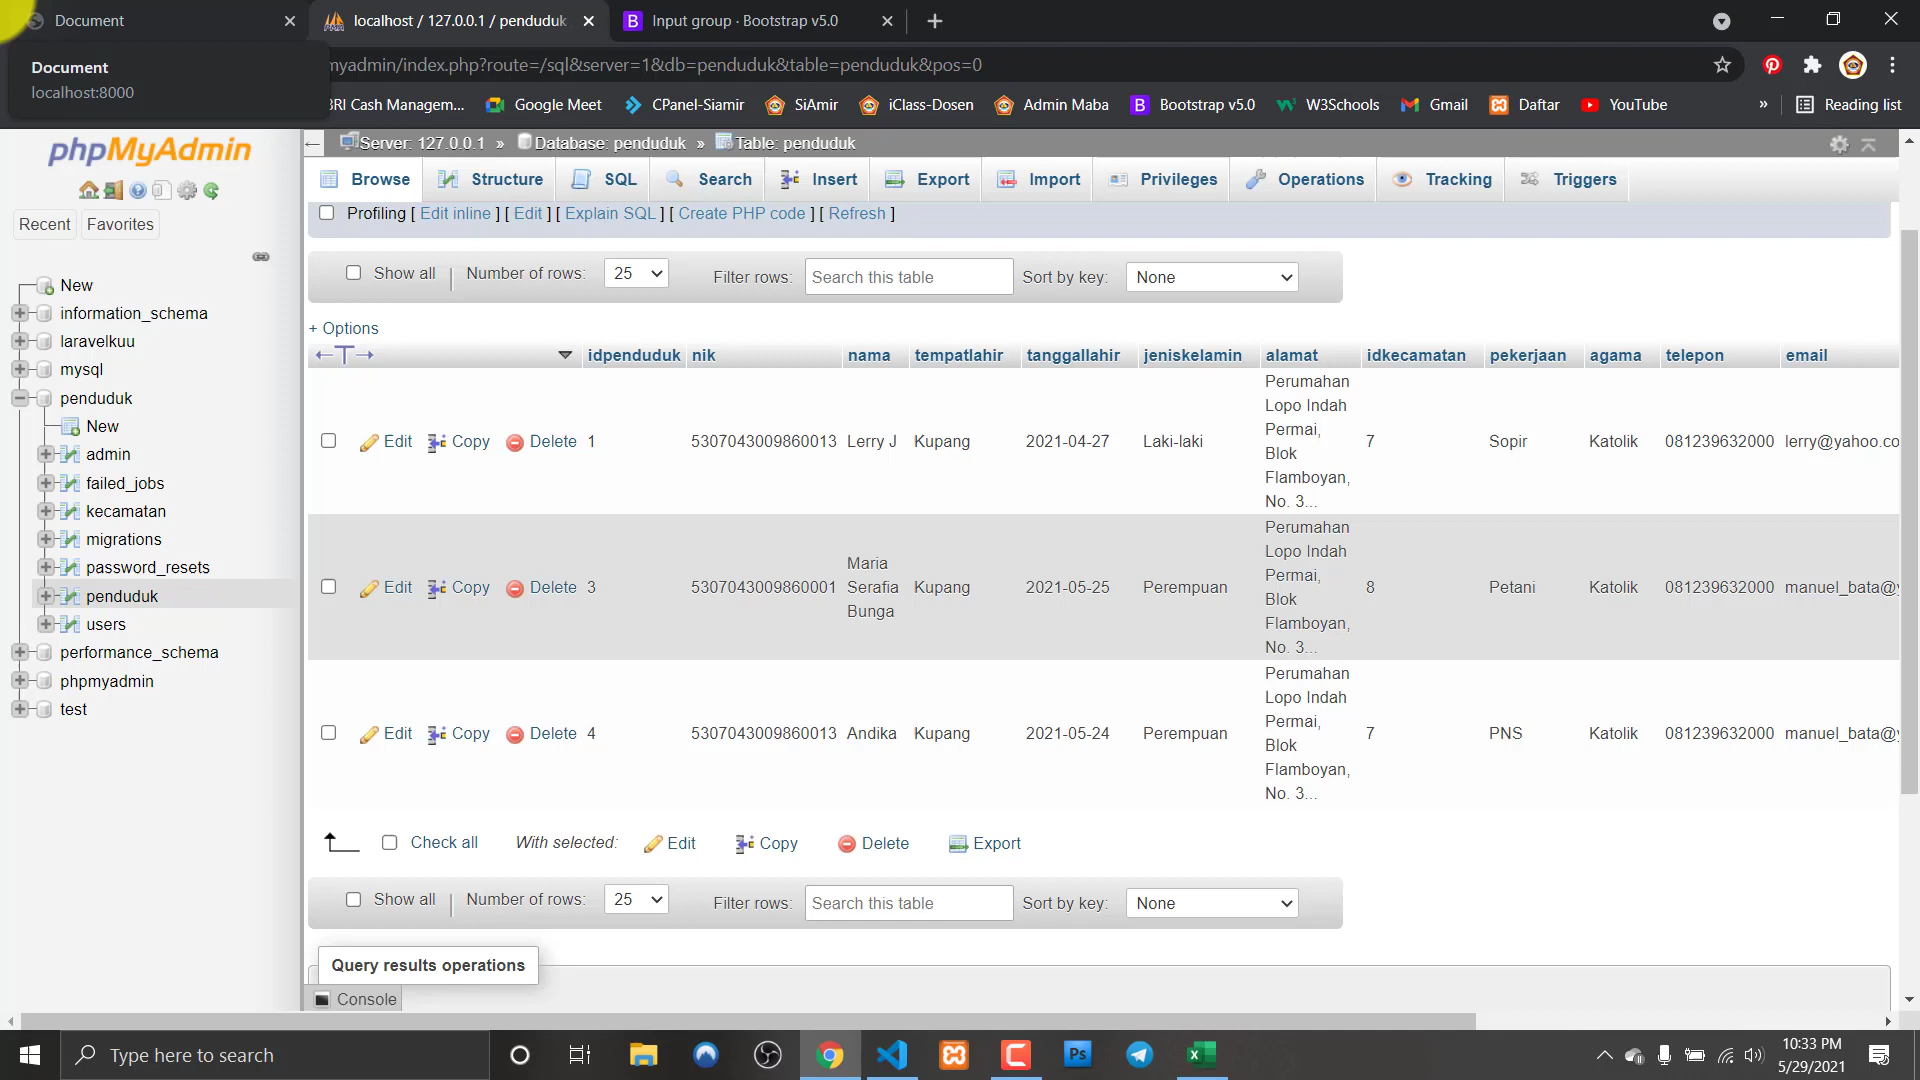 Document
localhost / 127.0.0.1 / penduduk
Input group · Bootstrap v5.0
Document
localhost:8000
myadmin/index.php?route=/sql&server=1&db=penduduk&table=penduduk&pos=0
BRI Cash Managem...
Google Meet
CPanel-Siamir
SiAmir
iClass-Dosen
Admin Maba
Bootstrap v5.0
W3Schools
Gmail
Daftar
YouTube
»
Reading list
phpMyAdmin
Recent
Favorites
New
information_schema
laravelkuu
mysql
penduduk
New
admin
failed_jobs
kecamatan
migrations
password_resets
penduduk
users
performance_schema
phpmyadmin
test
Server: 127.0.0.1 » Database: penduduk » Table: penduduk
Browse
Structure
SQL
Search
Insert
Export
Import
Privileges
Operations
Tracking
Triggers
Profiling [ Edit inline ] [ Edit ] [ Explain SQL ] [ Create PHP code ] [ Refresh ]
Show all | Number of rows: 25 Filter rows: Search this table Sort by key: None
+ Options
idpenduduk nik nama tempatlahir tanggallahir jeniskelamin alamat idkecamatan pekerjaan agama telepon email
Edit Copy Delete 1 5307043009860013 Lerry J Kupang 2021-04-27 Laki-laki
Perumahan
Lopo Indah
Permai,
Blok
Flamboyan,
No. 3...
7 Sopir Katolik 081239632000 lerry@yahoo.co
Edit Copy Delete 3 5307043009860001
Maria
Serafia
Bunga
Kupang 2021-05-25 Perempuan
Perumahan
Lopo Indah
Permai,
Blok
Flamboyan,
No. 3...
8 Petani Katolik 081239632000 manuel_bata@y
Edit Copy Delete 4 5307043009860013 Andika Kupang 2021-05-24 Perempuan
Perumahan
Lopo Indah
Permai,
Blok
Flamboyan,
No. 3...
7 PNS Katolik 081239632000 manuel_bata@y
Check all With selected: Edit Copy Delete Export
Show all | Number of rows: 25 Filter rows: Search this table Sort by key: None
Query results operations
Console
Type here to search
Ps
10:33 PM
5/29/2021